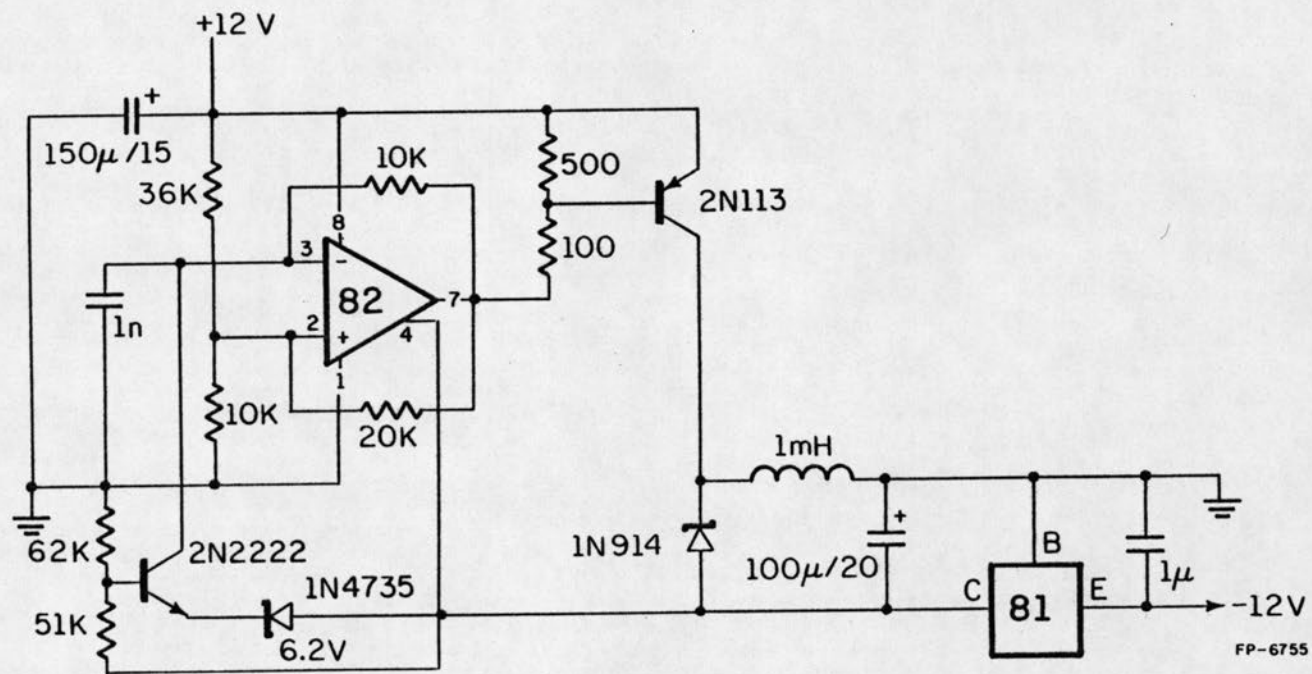 +12 V
+
150μ/15
36K
10K
500
2N113
100
8
3
−
82
7
2
+
4
1
1n
10K
20K
1mH
62K
2N2222
1N4735
1N914
+
100μ/20
B
1μ
C
81
E
-12V
51K
6.2V
FP-6755